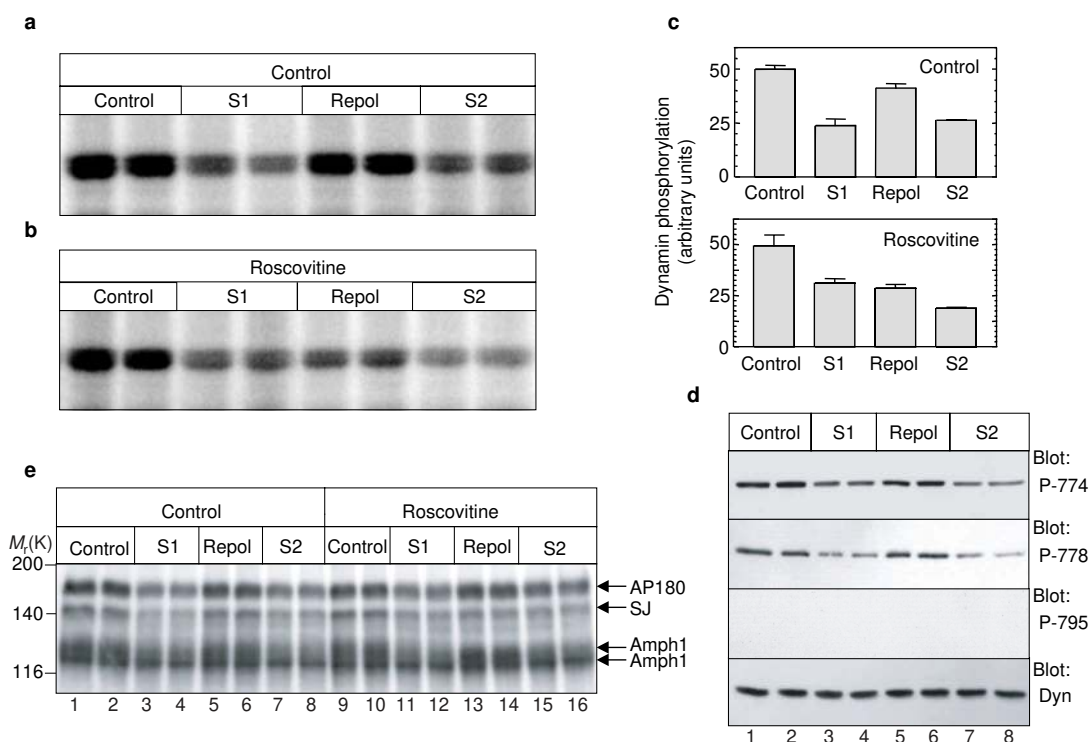 a
Control
Control S1 Repol S2
b
Roscovitine
Control S1 Repol S2
c
Dynamin phosphorylation
(arbitrary units)
50
25
0
Control
Control S1 Repol S2
50
25
0
Roscovitine
Control S1 Repol S2
d
Control S1 Repol S2
Blot:
P-774
Blot:
P-778
Blot:
P-795
Blot:
Dyn
1 2 3 4 5 6 7 8
e
Control Roscovitine
Control S1 Repol S2 Control S1 Repol S2
Mr(K)
200
140
116
AP180
SJ
Amph1
Amph1
1 2 3 4 5 6 7 8 9 10 11 12 13 14 15 16